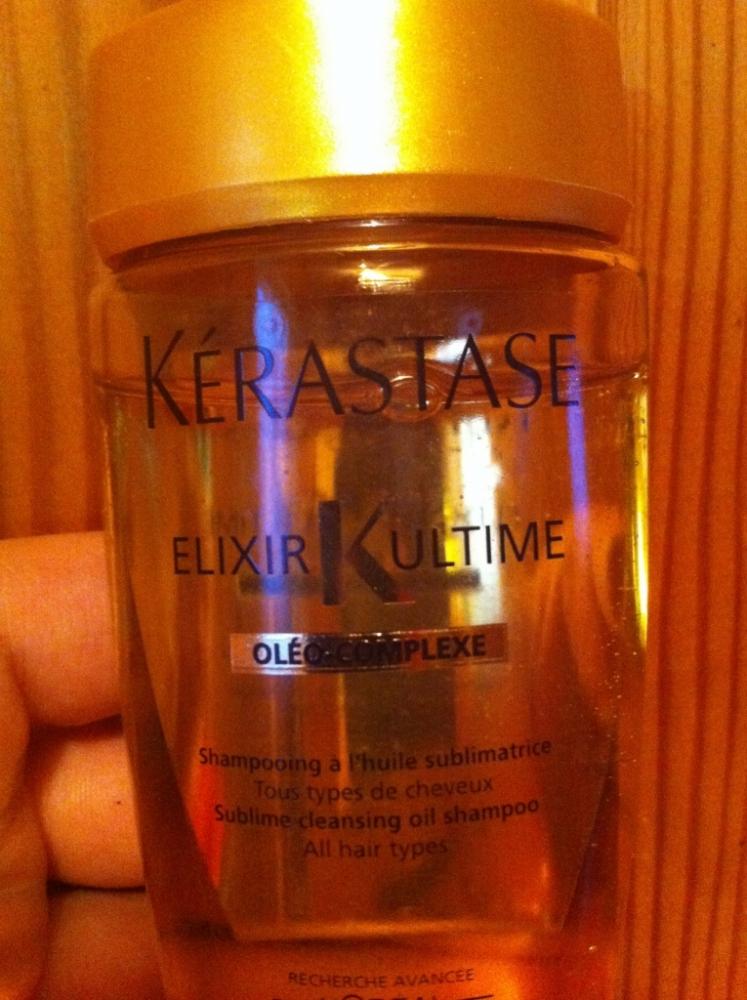 KÉRASTASE
ELIXIR K ULTIME
OLÉO-COMPLEXE
Shampooing à l'huile sublimatrice
Tous types de cheveux
Sublime cleansing oil shampoo
All hair types
RECHERCHE AVANCÉE